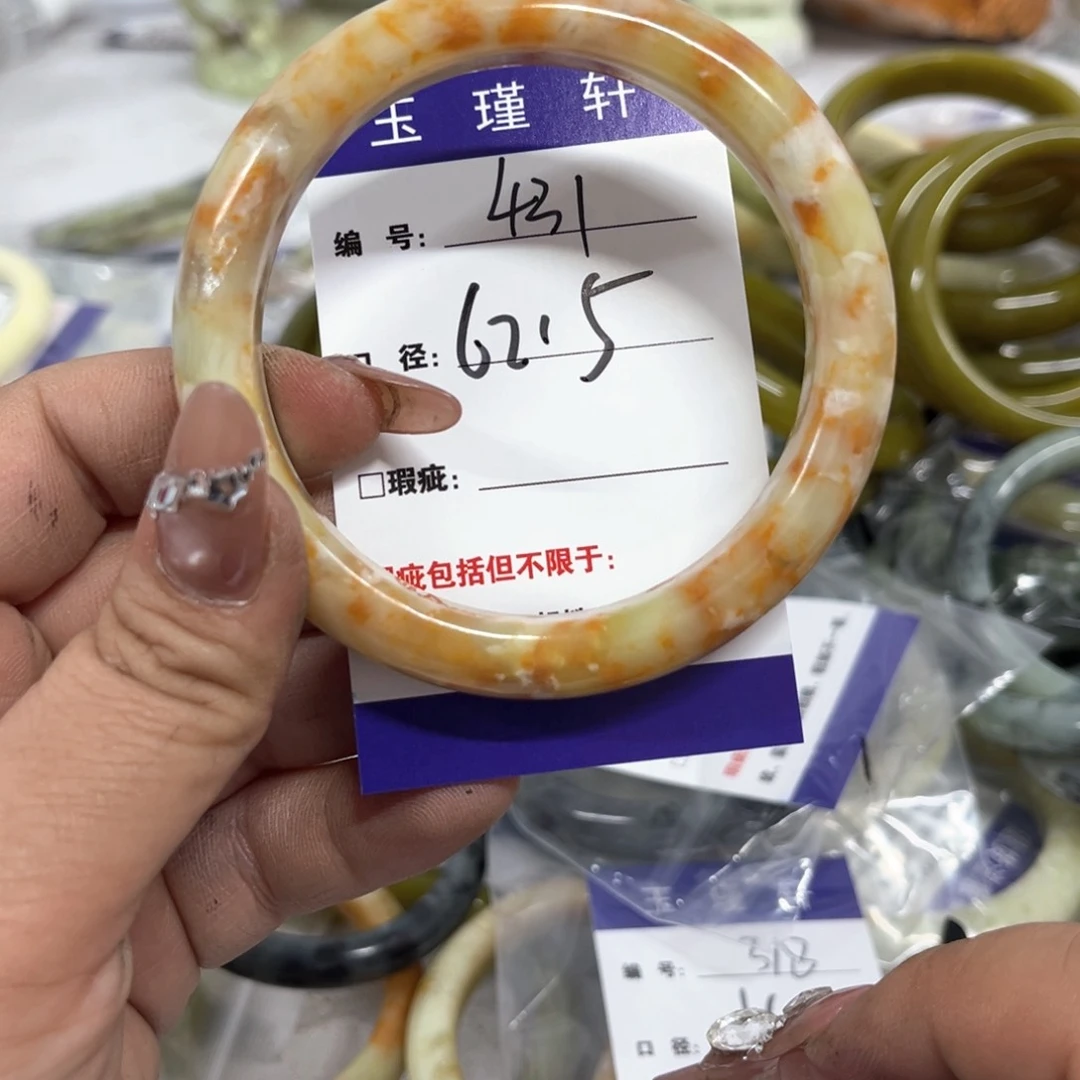 玉瑾轩
编号: 431
口径: 62.5
□瑕疵:
疵包括但不限于:
编号: 318
口径: